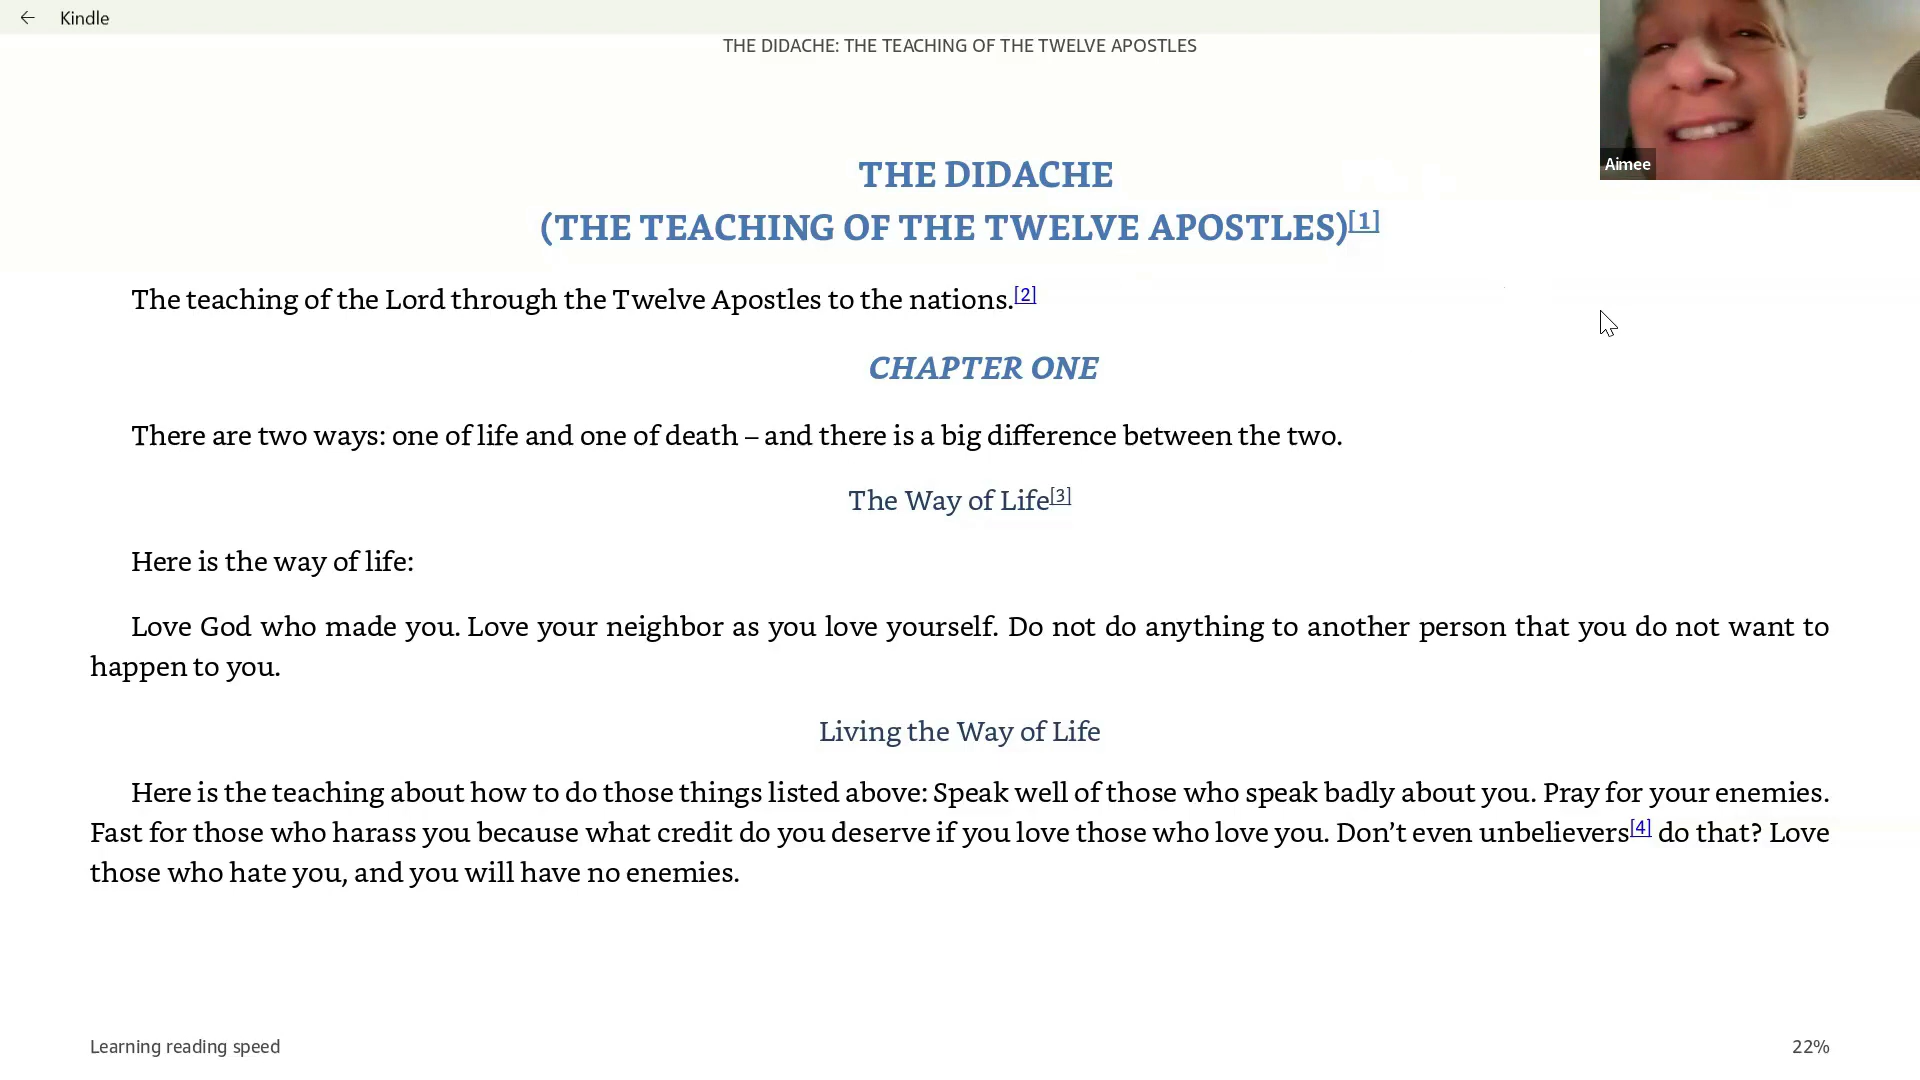 Kindle
THE DIDACHE: THE TEACHING OF THE TWELVE APOSTLES
Aimee
THE DIDACHE
(THE TEACHING OF THE TWELVE APOSTLES)[1]
The teaching of the Lord through the Twelve Apostles to the nations.[2]
CHAPTER ONE
There are two ways: one of life and one of death – and there is a big difference between the two.
The Way of Life[3]
Here is the way of life:
Love God who made you. Love your neighbor as you love yourself. Do not do anything to another person that you do not want to
happen to you.
Living the Way of Life
Here is the teaching about how to do those things listed above: Speak well of those who speak badly about you. Pray for your enemies.
Fast for those who harass you because what credit do you deserve if you love those who love you. Don’t even unbelievers[4] do that? Love
those who hate you, and you will have no enemies.
Learning reading speed
22%